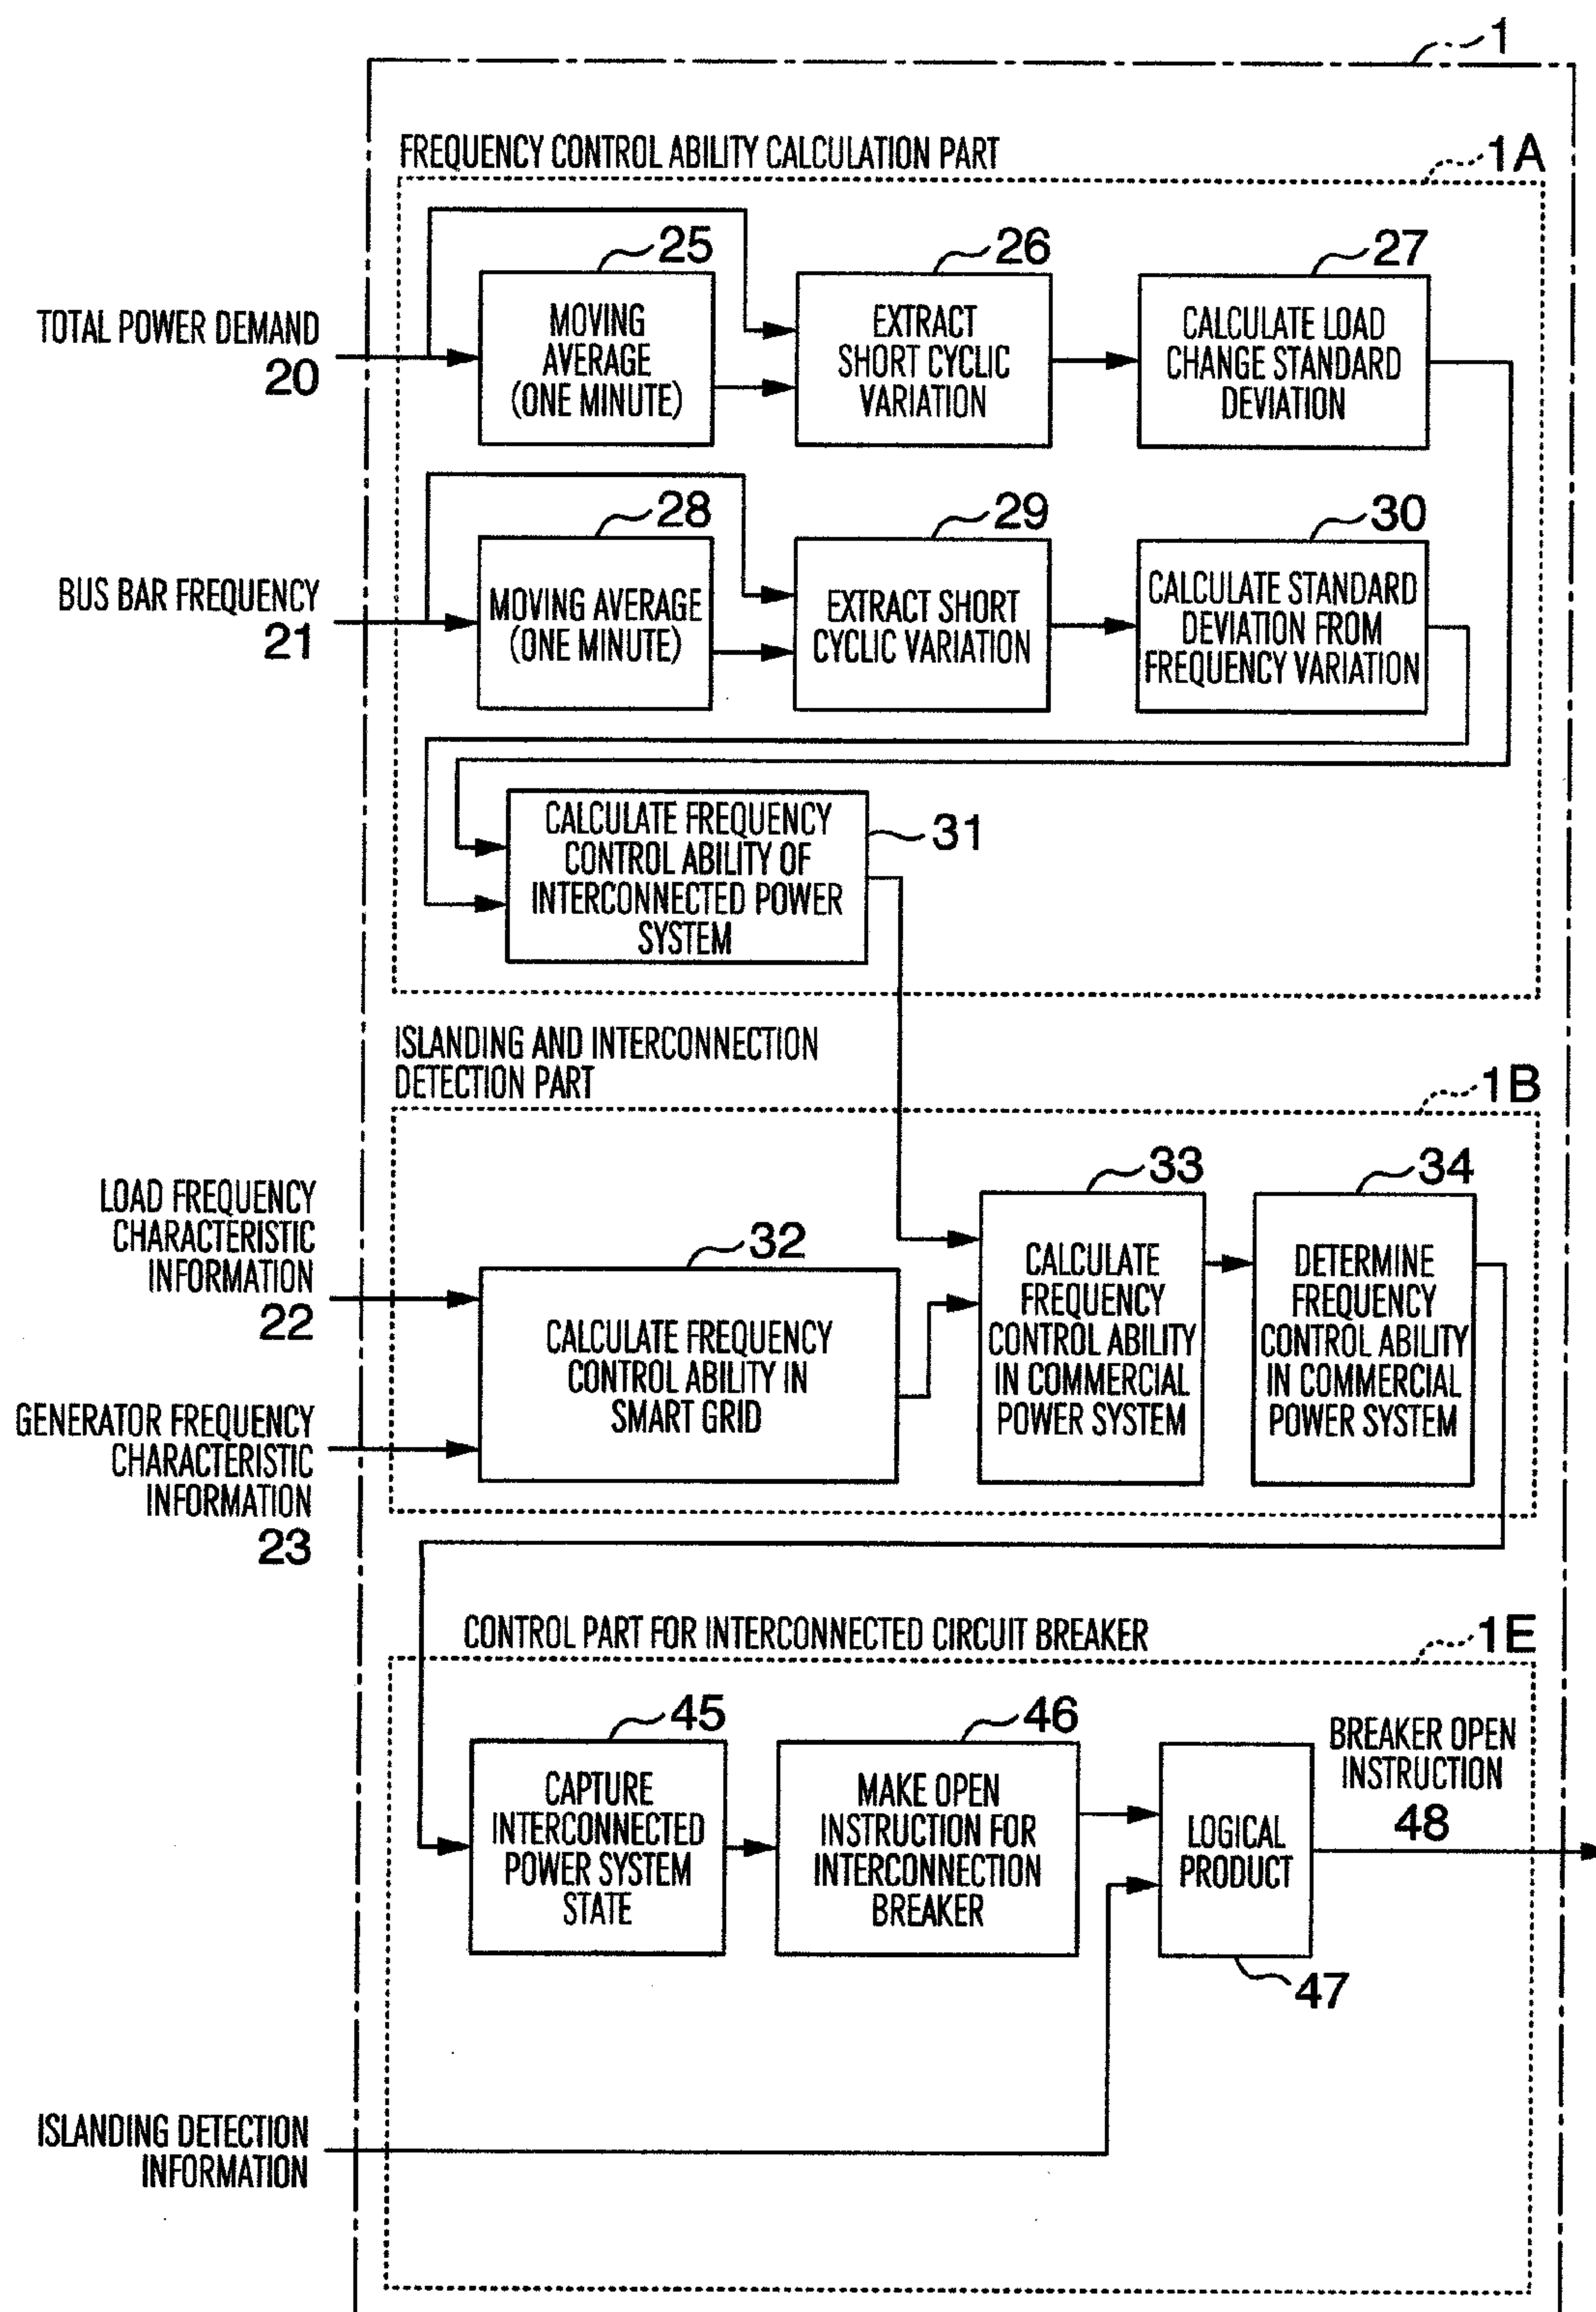 1
FREQUENCY CONTROL ABILITY CALCULATION PART
1A
25
26
27
TOTAL POWER DEMAND
20
MOVING
AVERAGE
(ONE MINUTE)
EXTRACT
SHORT CYCLIC
VARIATION
CALCULATE LOAD
CHANGE STANDARD
DEVIATION
28
29
30
BUS BAR FREQUENCY
21
MOVING AVERAGE
(ONE MINUTE)
EXTRACT SHORT
CYCLIC VARIATION
CALCULATE STANDARD
DEVIATION FROM
FREQUENCY VARIATION
CALCULATE FREQUENCY
CONTROL ABILITY OF
INTERCONNECTED POWER
SYSTEM
31
ISLANDING AND INTERCONNECTION
DETECTION PART
1B
33
34
LOAD FREQUENCY
CHARACTERISTIC
INFORMATION
22
32
CALCULATE FREQUENCY
CONTROL ABILITY IN
SMART GRID
CALCULATE
FREQUENCY
CONTROL ABILITY
IN COMMERCIAL
POWER SYSTEM
DETERMINE
FREQUENCY
CONTROL ABILITY
IN COMMERCIAL
POWER SYSTEM
GENERATOR FREQUENCY
CHARACTERISTIC
INFORMATION
23
CONTROL PART FOR INTERCONNECTED CIRCUIT BREAKER
1E
45
46
CAPTURE
INTERCONNECTED
POWER SYSTEM
STATE
MAKE OPEN
INSTRUCTION FOR
INTERCONNECTION
BREAKER
LOGICAL
PRODUCT
47
BREAKER OPEN
INSTRUCTION
48
ISLANDING DETECTION
INFORMATION